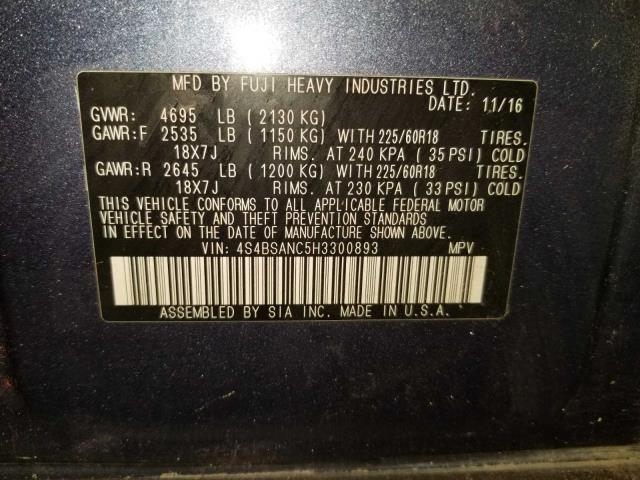 MFD BY FUJI HEAVY INDUSTRIES LTD.
DATE: 11/16
GVWR: 4695 LB (2130 KG)
GAWR:F 2535 LB (1150 KG) WITH 225/60R18 TIRES.
18X7J RIMS. AT 240 KPA (35 PSI) COLD
GAWR:R 2645 LB (1200 KG) WITH 225/60R18 TIRES.
18X7J RIMS. AT 230 KPA (33 PSI) COLD
THIS VEHICLE CONFORMS TO ALL APPLICABLE FEDERAL MOTOR
VEHICLE SAFETY AND THEFT PREVENTION STANDARDS
IN EFFECT ON THE DATE OF MANUFACTURE SHOWN ABOVE.
VIN: 4S4BSANC5H3300893 MPV
ASSEMBLED BY SIA INC. MADE IN U.S.A.